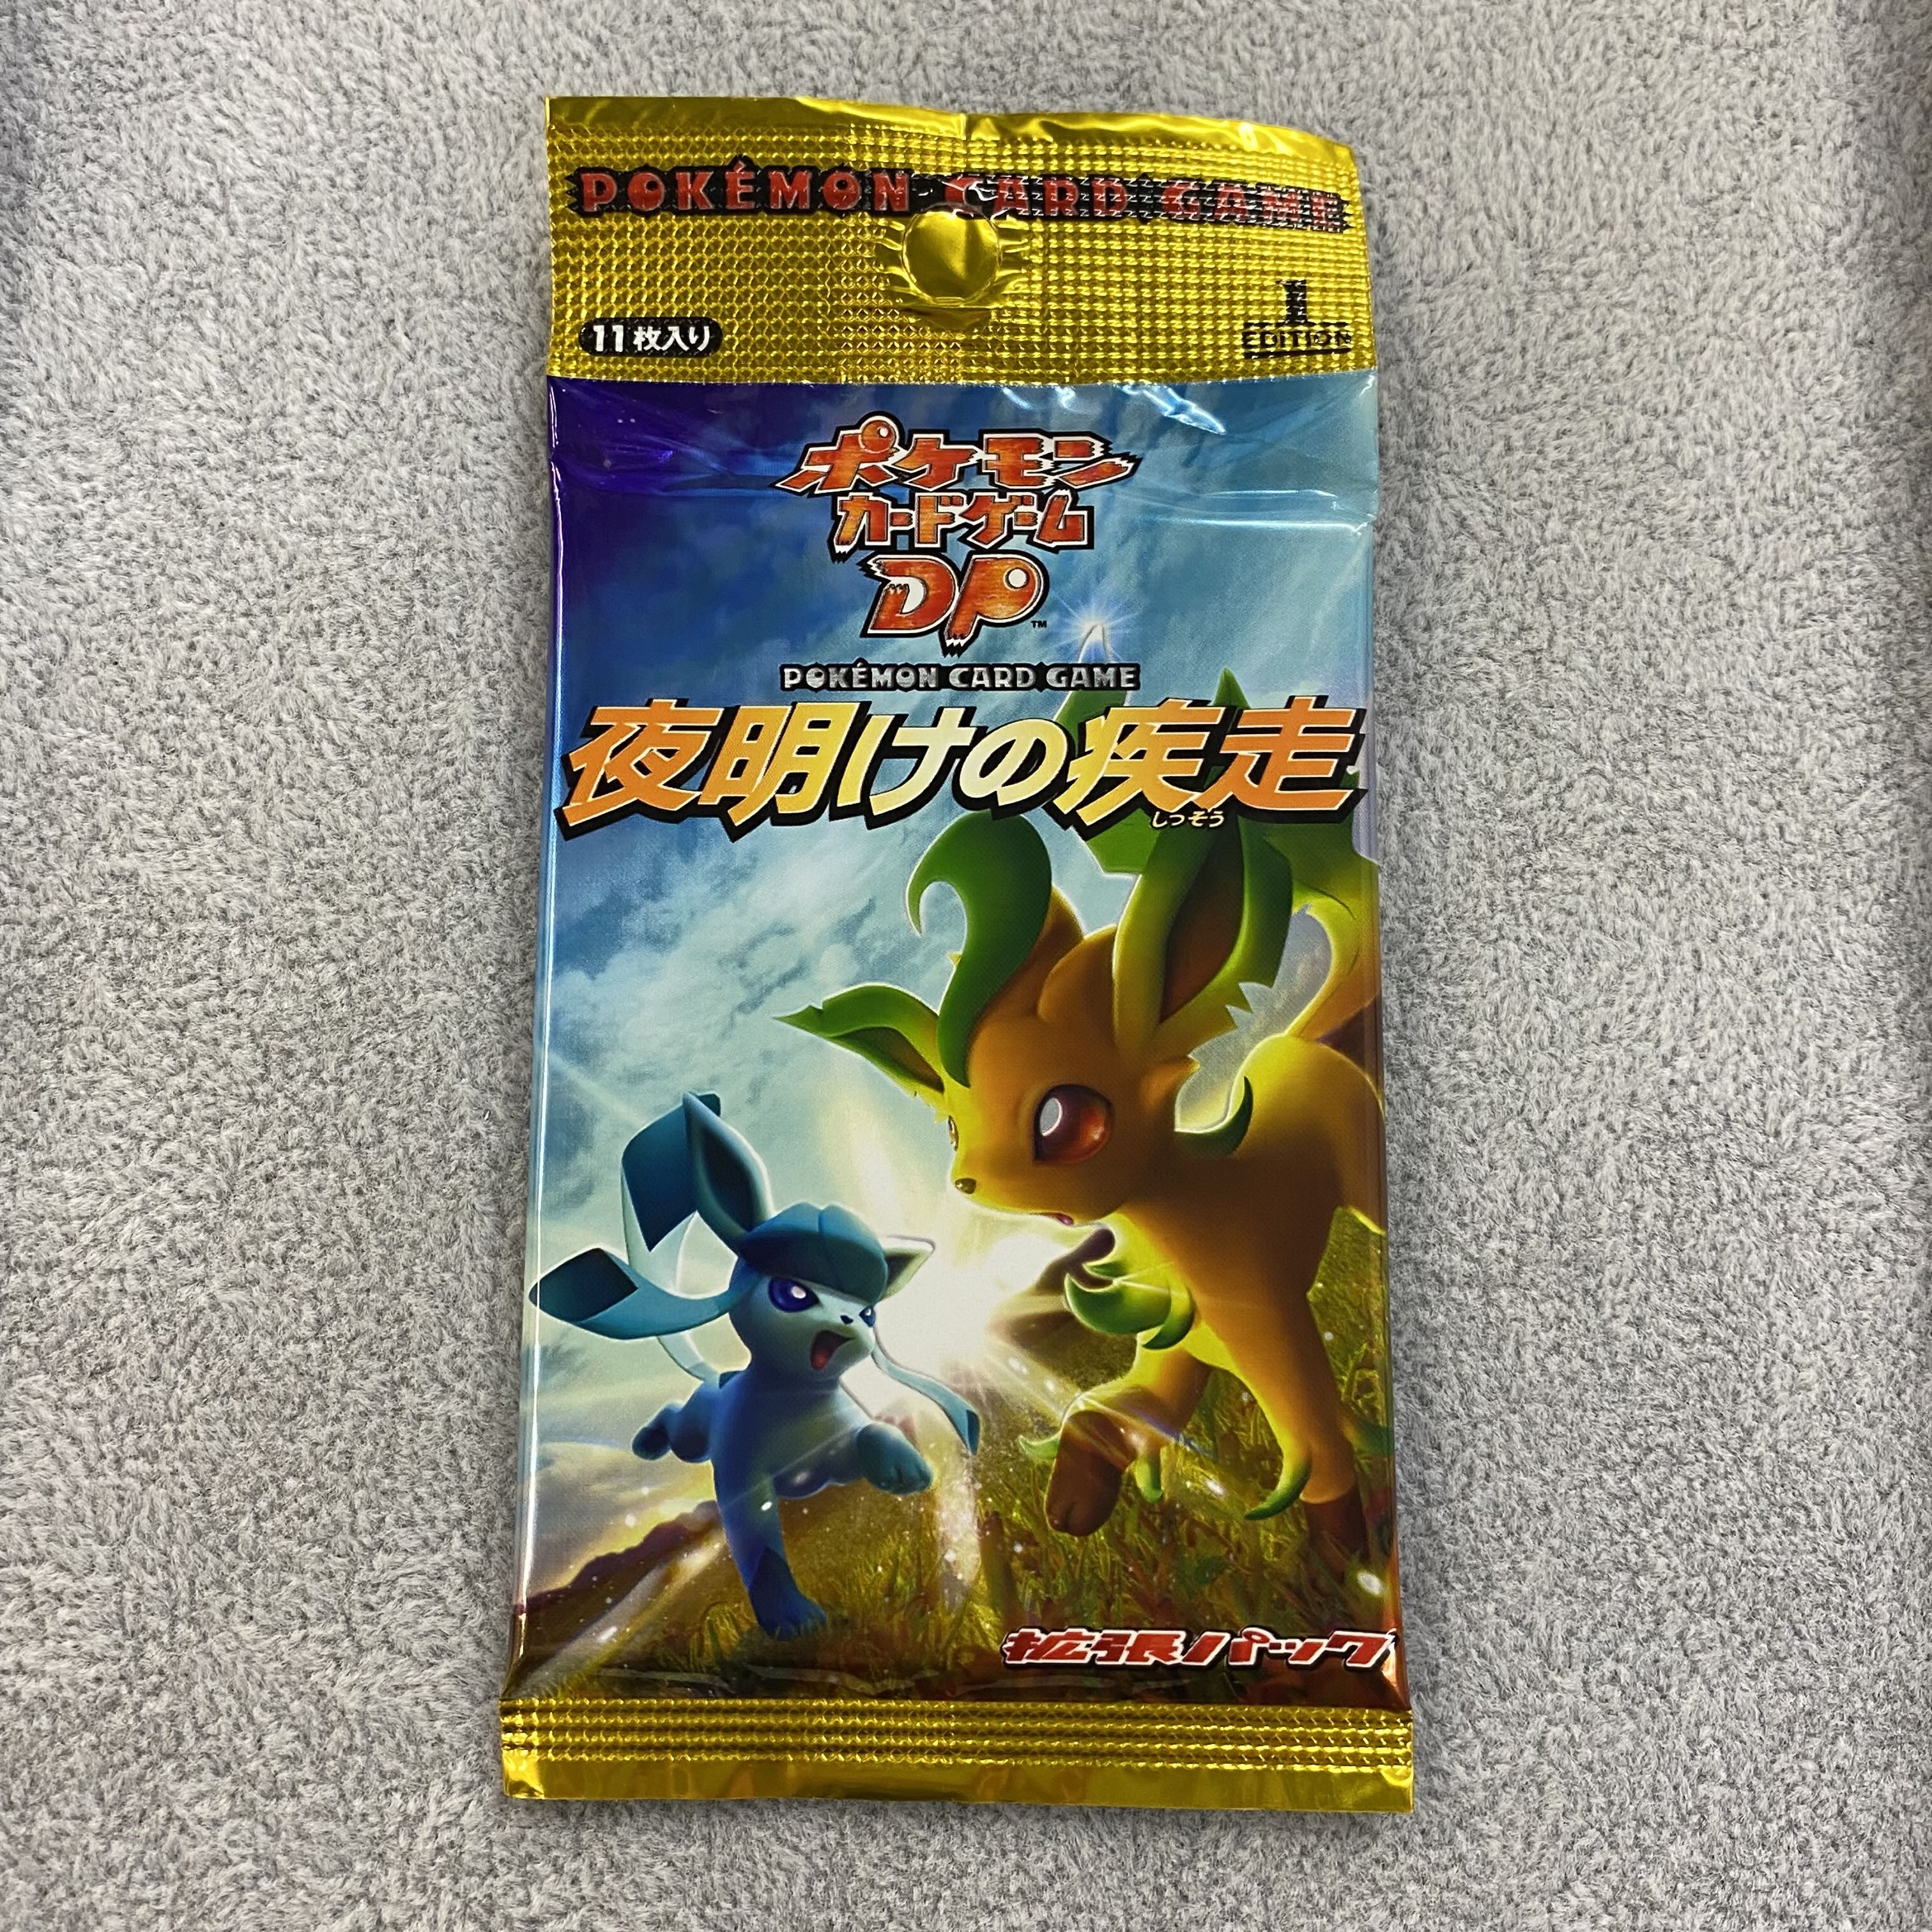 POKÉMON CARD GAME
11枚入り
1
EDITION
ポケモン
カードゲーム
DP™
POKÉMON CARD GAME
夜明けの疾走
しっそう
拡張パック